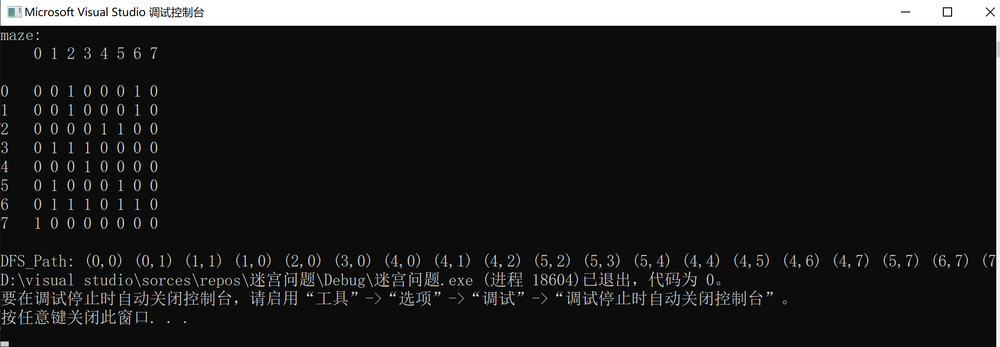 Microsoft Visual Studio 调试控制台
maze:
0 1 2 3 4 5 6 7
0 0 0 1 0 0 0 1 0
1 0 0 1 0 0 0 1 0
2 0 0 0 0 1 1 0 0
3 0 1 1 1 0 0 0 0
4 0 0 0 1 0 0 0 0
5 0 1 0 0 0 1 0 0
6 0 1 1 1 0 1 1 0
7 1 0 0 0 0 0 0 0
DFS_Path: (0,0) (0,1) (1,1) (1,0) (2,0) (3,0) (4,0) (4,1) (4,2) (5,2) (5,3) (5,4) (4,4) (4,5) (4,6) (4,7) (5,7) (6,7) (7
D:\visual studio\sorces\repos\迷宫问题\Debug\迷宫问题.exe (进程 18604)已退出，代码为 0。
要在调试停止时自动关闭控制台，请启用“工具”->“选项”->“调试”->“调试停止时自动关闭控制台”。
按任意键关闭此窗口. . .